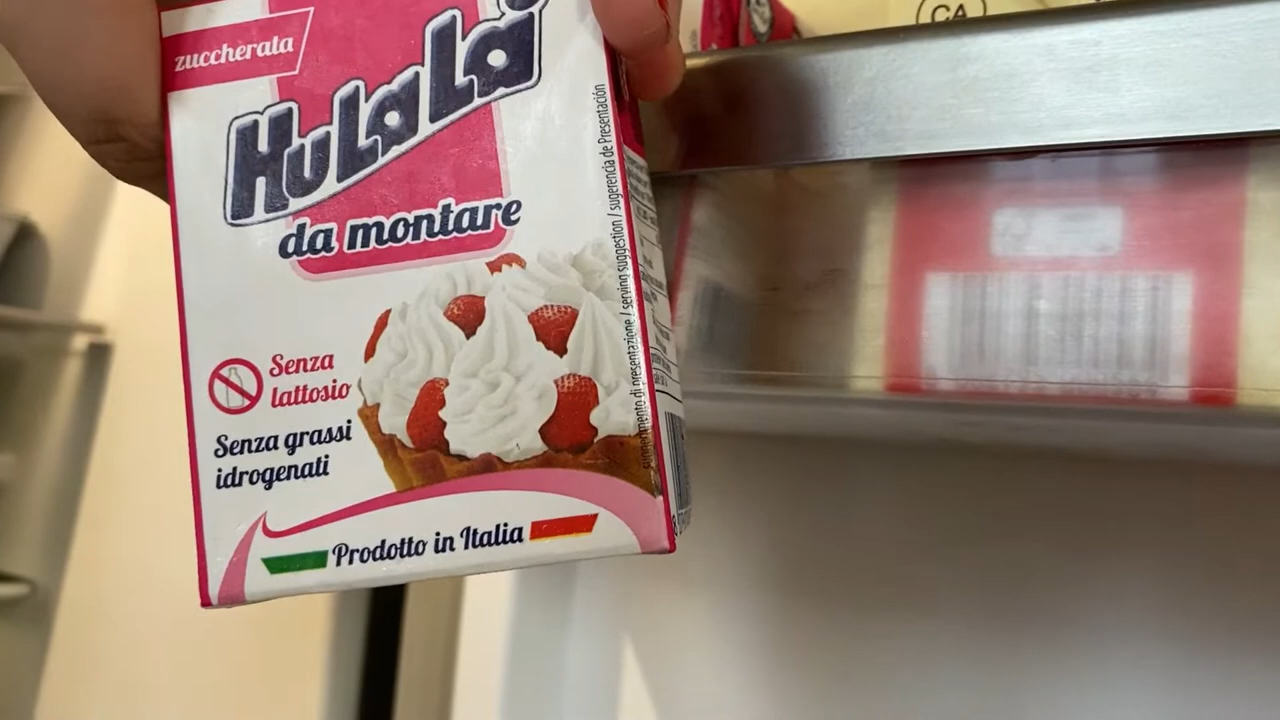 zuccherata
HuLaLà
da montare
Senza
lattosio
Senza grassi
idrogenati
Prodotto in Italia
suggerimento di presentazione / serving suggestion / sugerencia de Presentación
CA